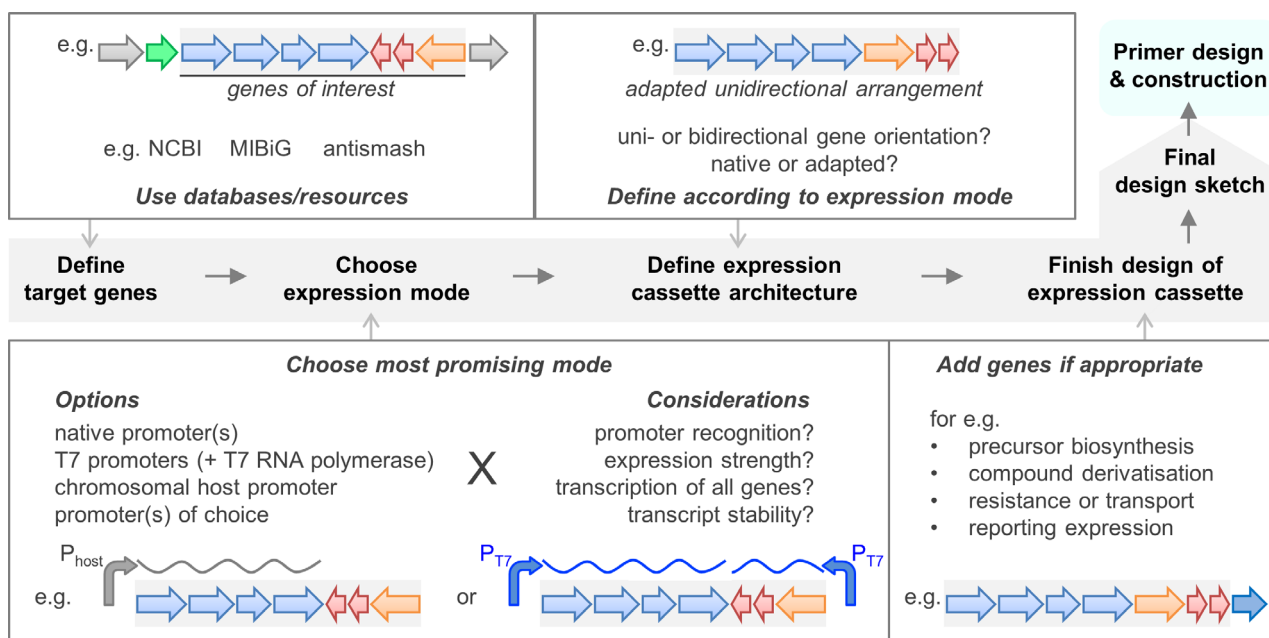 e.g.
genes of interest
e.g. NCBI MIBiG antismash
Use databases/resources
e.g.
adapted unidirectional arrangement
uni- or bidirectional gene orientation?
native or adapted?
Define according to expression mode
Primer design
& construction
Final
design sketch
Define
target genes
Choose
expression mode
Define expression
cassette architecture
Finish design of
expression cassette
Choose most promising mode
Options
native promoter(s)
T7 promoters (+ T7 RNA polymerase)
chromosomal host promoter
promoter(s) of choice
X
Considerations
promoter recognition?
expression strength?
transcription of all genes?
transcript stability?
Phost
e.g.
or
PT7
PT7
Add genes if appropriate
for e.g.
• precursor biosynthesis
• compound derivatisation
• resistance or transport
• reporting expression
e.g.